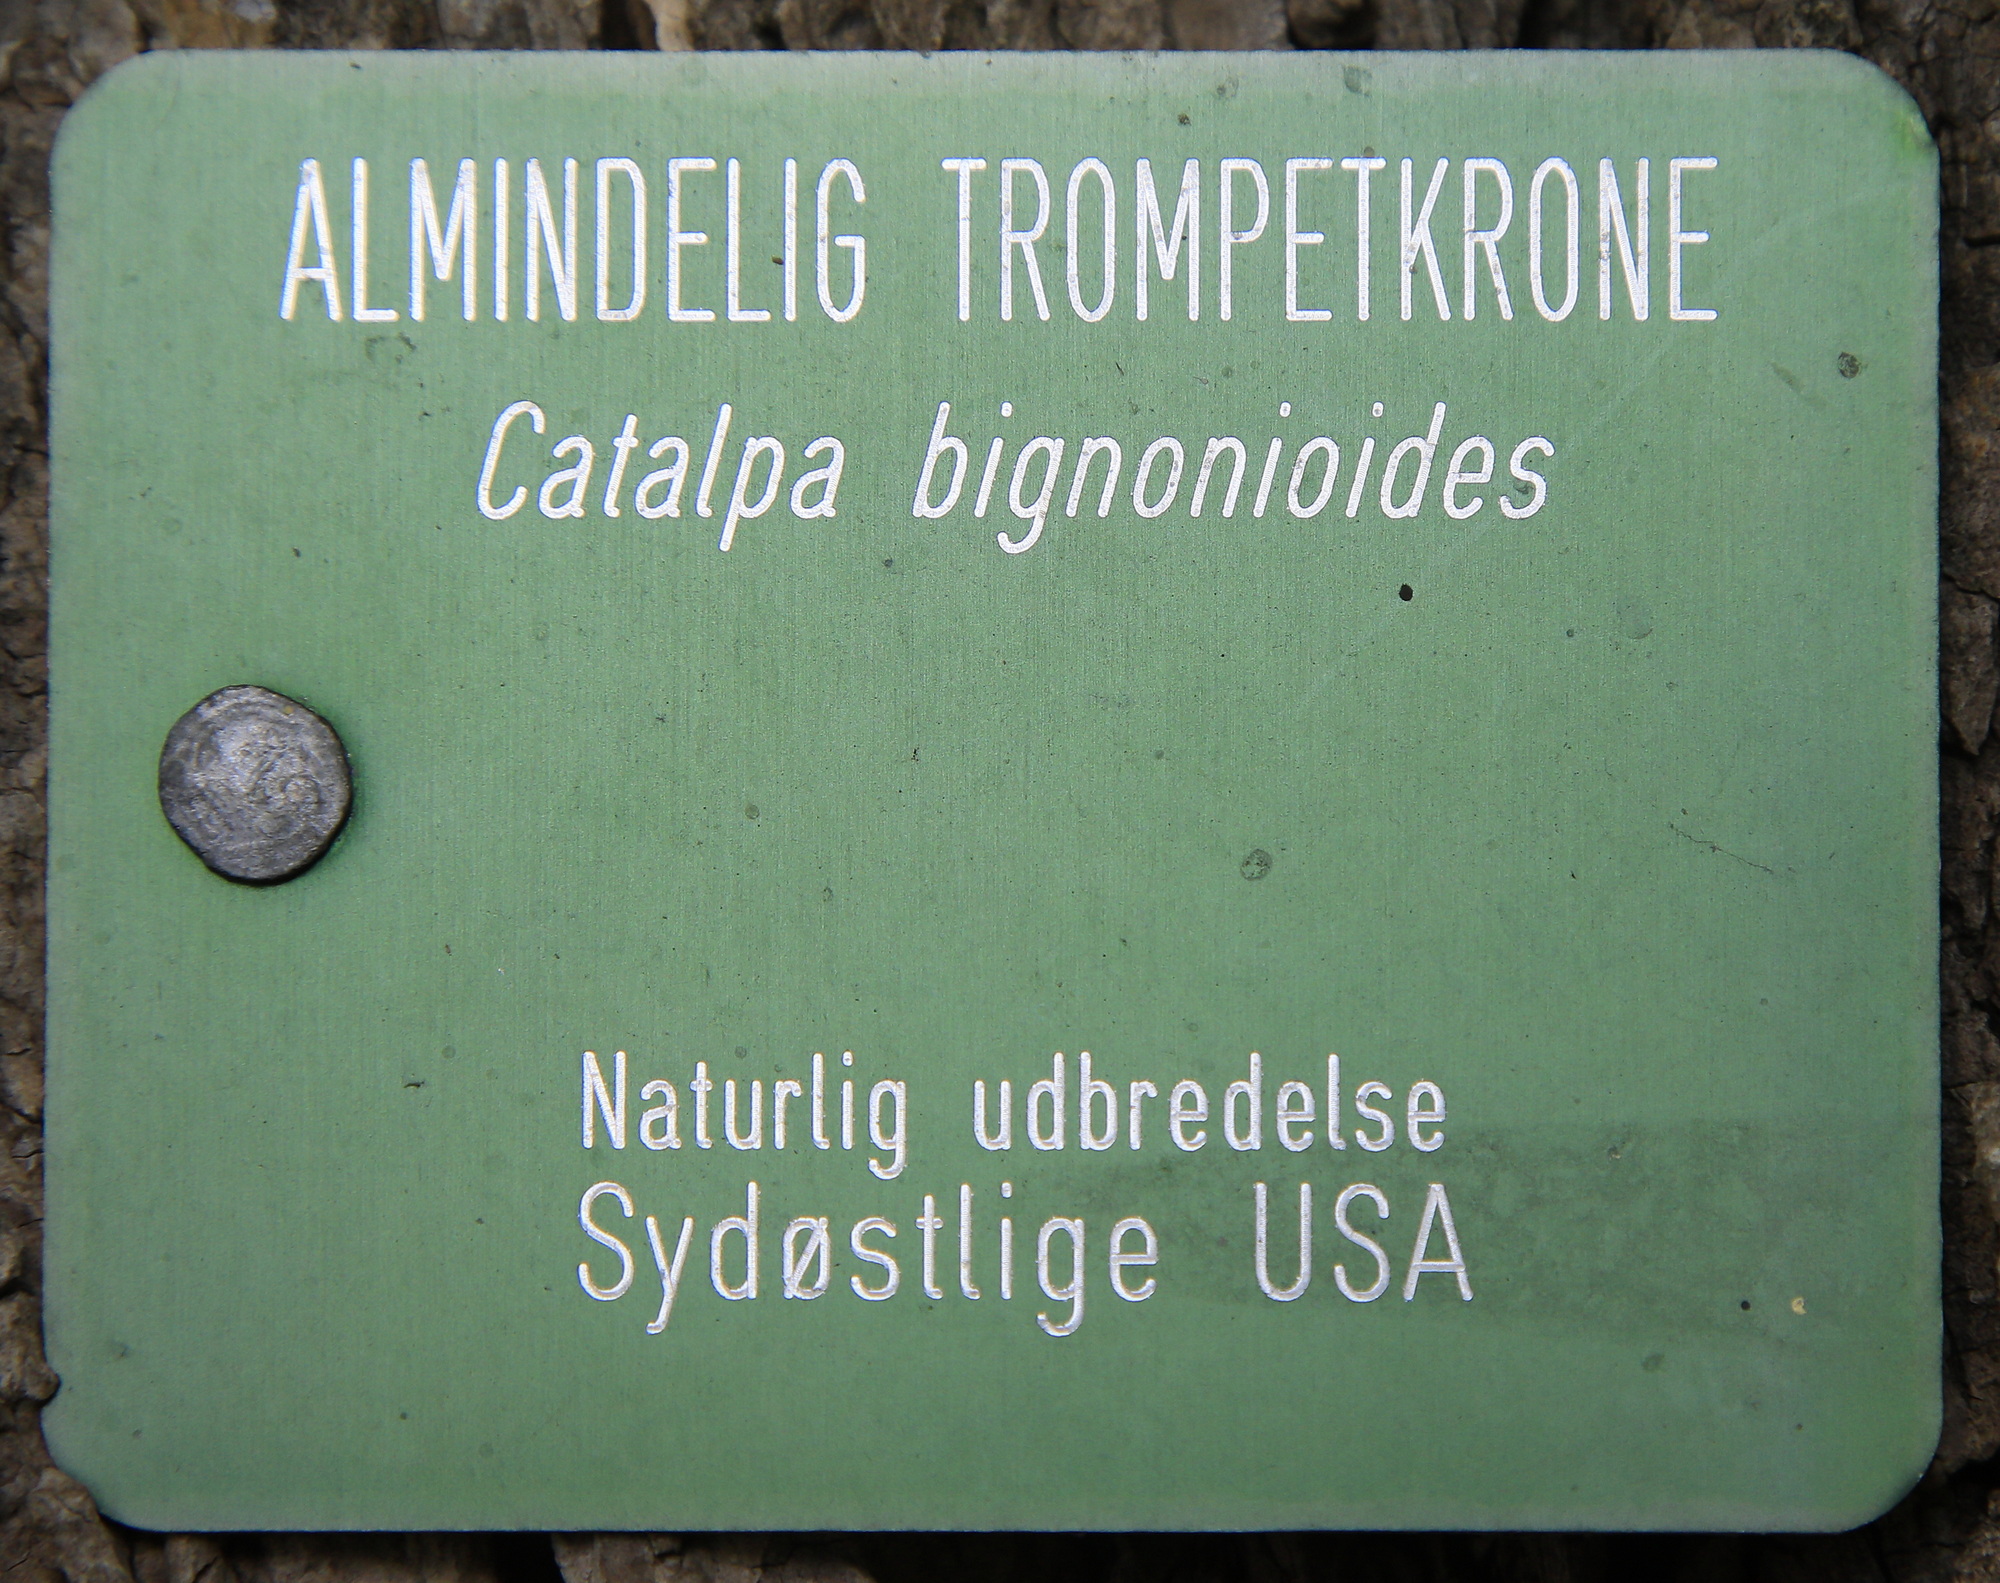 ALMINDELIG TROMPETKRONE
Catalpa bignonioides
Naturlig udbredelse
Sydøstlige USA